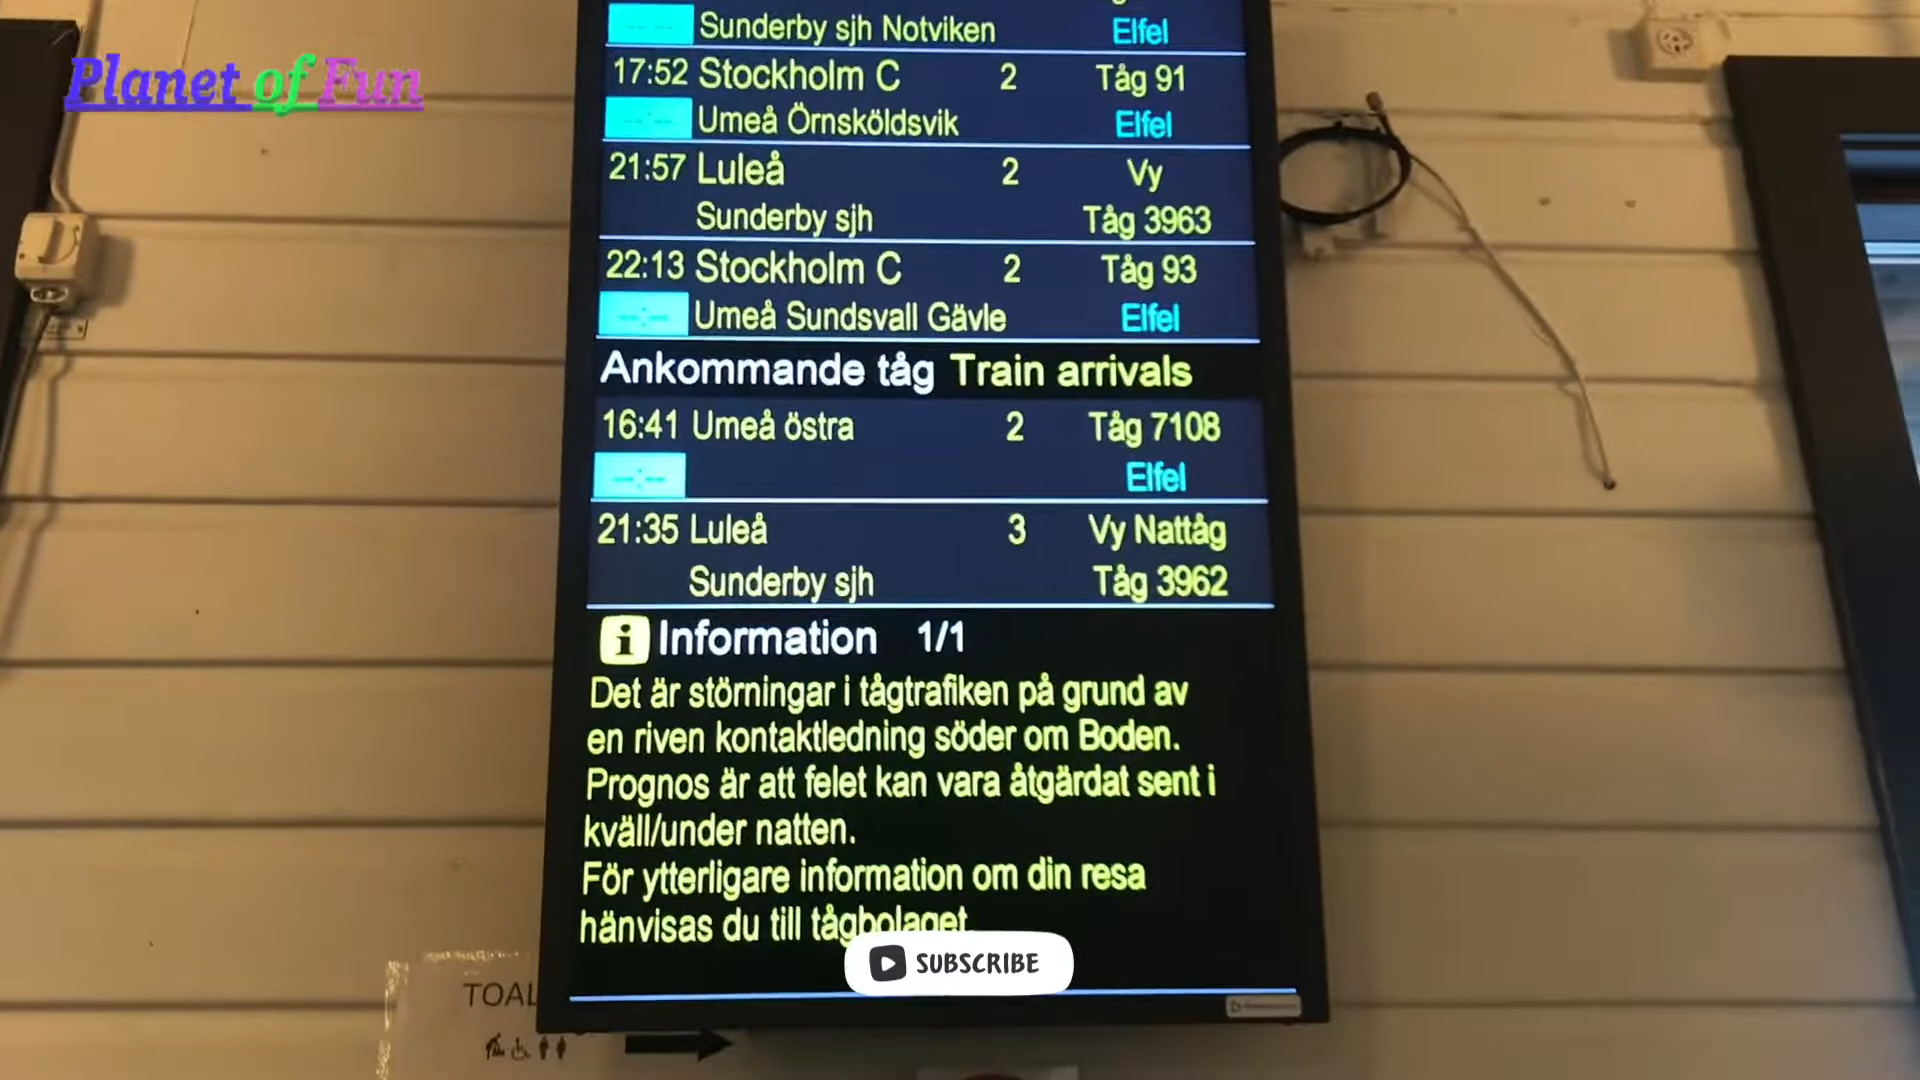 Planet of Fun
Sunderby sjh Notviken Elfel
17:52 Stockholm C 2 Tåg 91
--:-- Umeå Örnsköldsvik Elfel
21:57 Luleå 2 Vy
Sunderby sjh Tåg 3963
22:13 Stockholm C 2 Tåg 93
--:-- Umeå Sundsvall Gävle Elfel
Ankommande tåg Train arrivals
16:41 Umeå östra 2 Tåg 7108
--:-- Elfel
21:35 Luleå 3 Vy Nattåg
Sunderby sjh Tåg 3962
i Information 1/1
Det är störningar i tågtrafiken på grund av
en riven kontaktledning söder om Boden.
Prognos är att felet kan vara åtgärdat sent i
kväll/under natten.
För ytterligare information om din resa
hänvisas du till tågbolaget.
SUBSCRIBE
TOAL